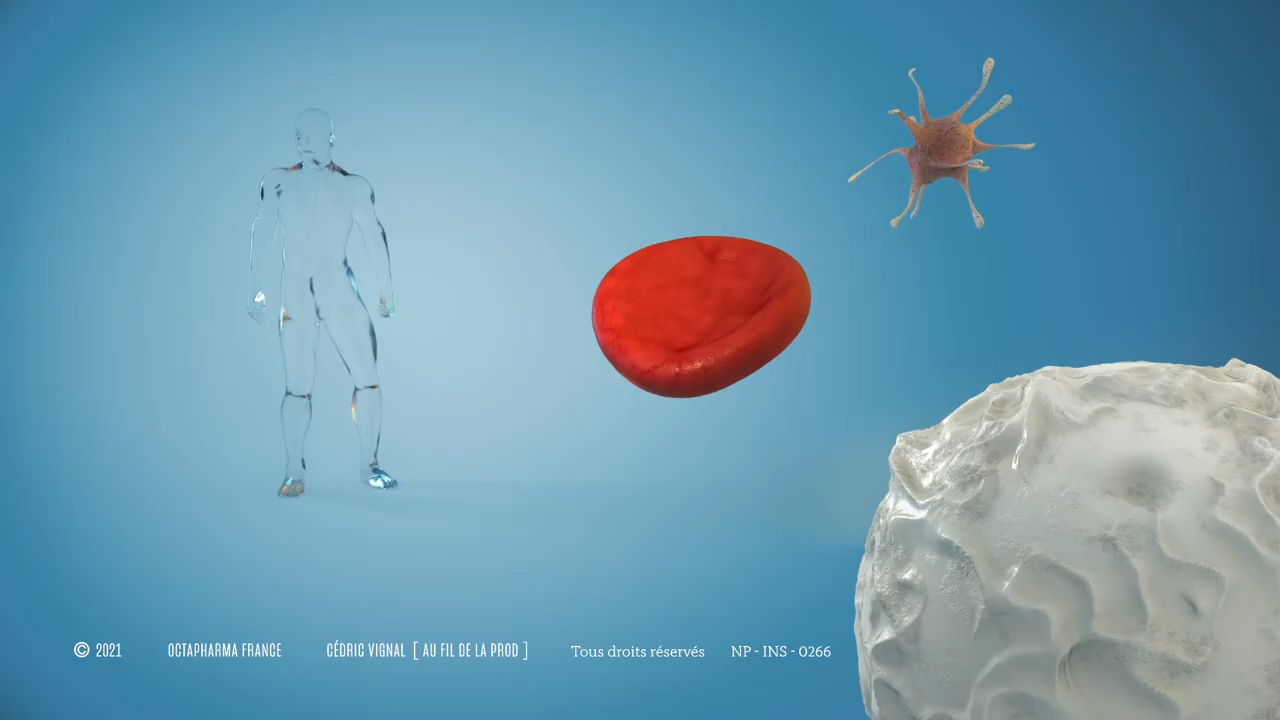 © 2021 OCTAPHARMA FRANCE CÉDRIC VIGNAL [ AU FIL DE LA PROD ] Tous droits réservés NP - INS - 0266